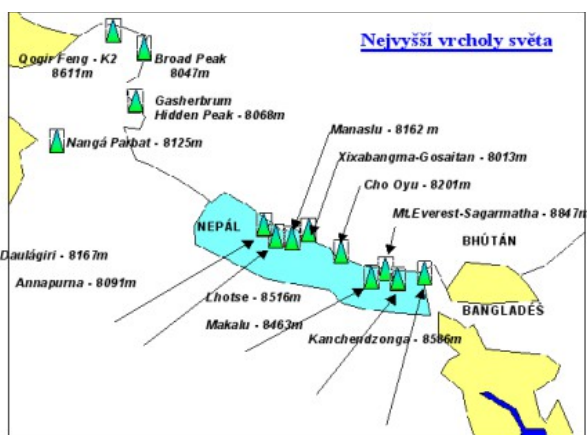 Nejvyšší vrcholy světa
Qogir Feng - K2
8611m
Broad Peak
8047m
Gasherbrum
Hidden Peak - 8068m
Nangá Parbat - 8125m
Manaslu - 8162 m
Xixabangma-Gosaitan - 8013m
Cho Oyu - 8201m
Mt.Everest-Sagarmatha - 8847m
NEPÁL
BHÚTÁN
Daulágiri - 8167m
Annapurna - 8091m
Lhotse - 8516m
Makalu - 8463m
Kanchendzonga - 8586m
BANGLADÉŠ